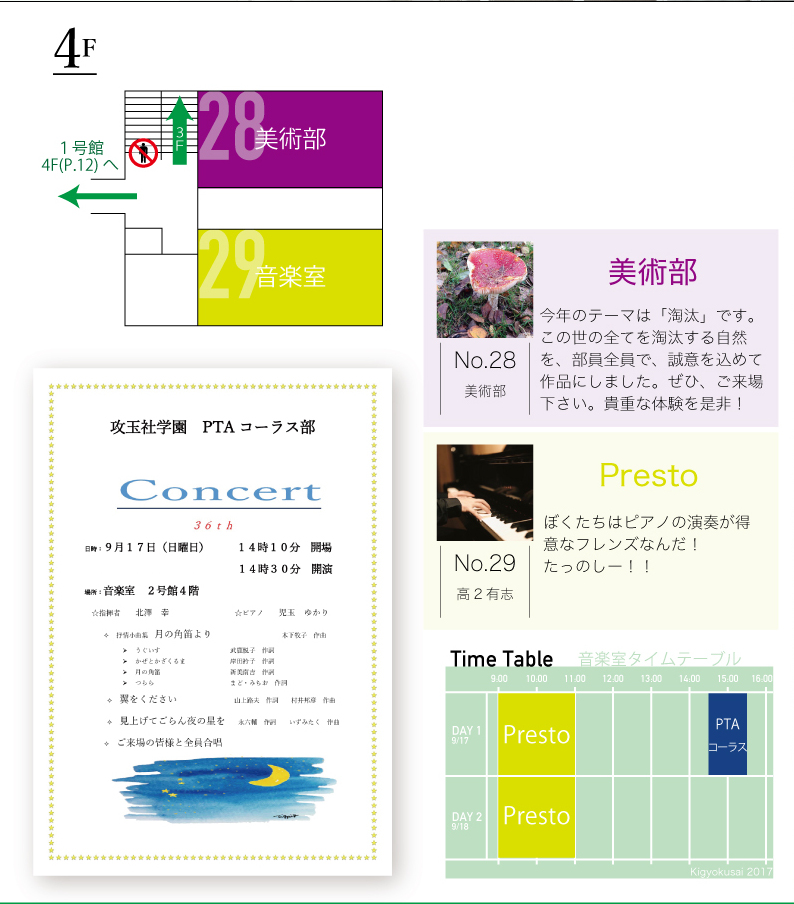 4F
3F
28
美術部
1号館
4F(P.12)へ
29
音楽室
美術部
今年のテーマは「淘汰」です。
この世の全てを淘汰する自然
を、部員全員で、誠意を込めて
作品にしました。ぜひ、ご来場
下さい。貴重な体験を是非！
No.28
美術部
Presto
ぼくたちはピアノの演奏が得
意なフレンズなんだ！
たっのしー！！
No.29
高2有志
攻玉社学園　PTAコーラス部
Concert
36th
日時：9月17日（日曜日）　14時10分　開場
14時30分　開演
場所：音楽室　2号館4階
☆指揮者　北澤　幸　☆ピアノ　児玉　ゆかり
✧ 抒情小曲集　月の角笛より　木下牧子　作曲
➤ うぐいす　武鹿悦子　作詞
➤ かぜとかざぐるま　岸田衿子　作詞
➤ 月の角笛　新美南吉　作詞
➤ つらら　まど・みちお　作詞
✧ 翼をください　山上路夫　作詞　村井邦彦　作曲
✧ 見上げてごらん夜の星を　永六輔　作詞　いずみたく　作曲
✧ ご来場の皆様と全員合唱
Time Table　音楽室タイムテーブル
9:00 10:00 11:00 12:00 13:00 14:00 15:00 16:00
DAY 1
9/17
Presto
PTA
コーラス
DAY 2
9/18
Presto
Kigyokusai 2017